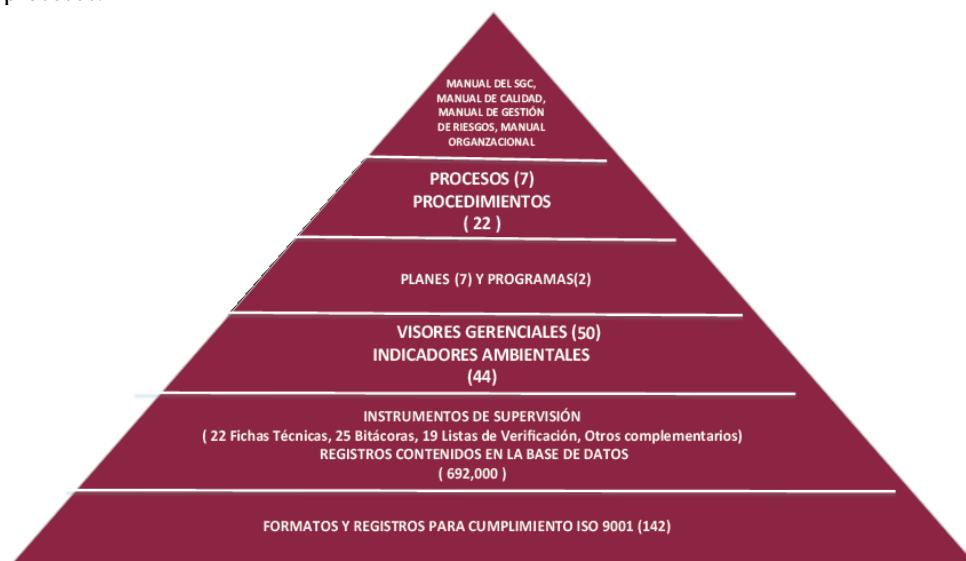 MANUAL DEL SGC,
MANUAL DE CALIDAD,
MANUAL DE GESTIÓN
DE RIESGOS, MANUAL
ORGANZACIONAL
PROCESOS (7)
PROCEDIMIENTOS
( 22 )
PLANES (7) Y PROGRAMAS(2)
VISORES GERENCIALES (50)
INDICADORES AMBIENTALES
(44)
INSTRUMENTOS DE SUPERVISIÓN
( 22 Fichas Técnicas, 25 Bitácoras, 19 Listas de Verificación, Otros complementarios)
REGISTROS CONTENIDOS EN LA BASE DE DATOS
( 692,000 )
FORMATOS Y REGISTROS PARA CUMPLIMIENTO ISO 9001 (142)